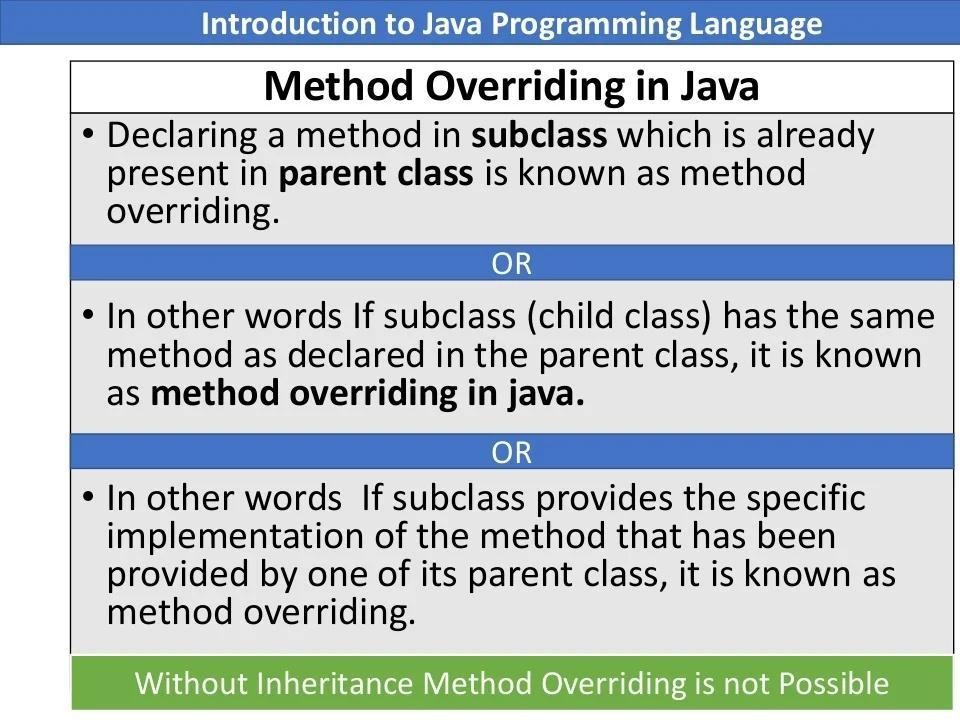 Introduction to Java Programming Language
Method Overriding in Java
• Declaring a method in subclass which is already
present in parent class is known as method
overriding.
OR
• In other words If subclass (child class) has the same
method as declared in the parent class, it is known
as method overriding in java.
OR
• In other words  If subclass provides the specific
implementation of the method that has been
provided by one of its parent class, it is known as
method overriding.
Without Inheritance Method Overriding is not Possible